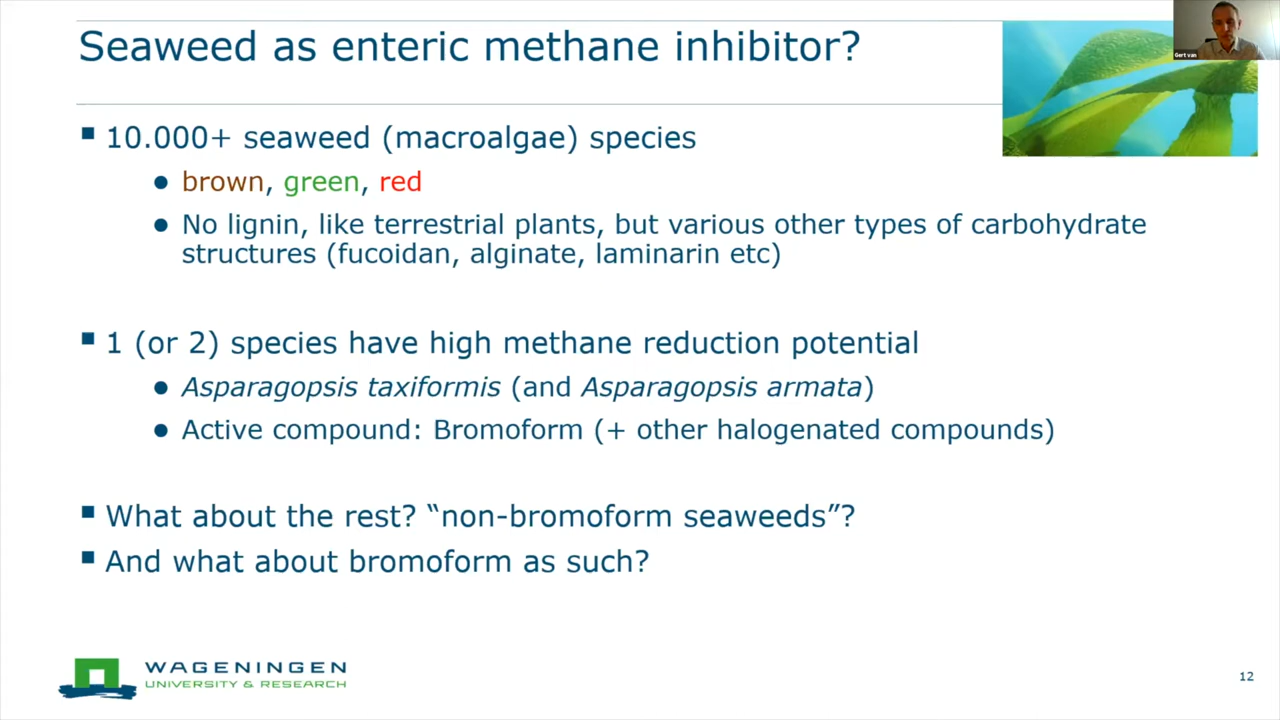 Seaweed as enteric methane inhibitor?
Gert van
10.000+ seaweed (macroalgae) species
brown, green, red
No lignin, like terrestrial plants, but various other types of carbohydrate
structures (fucoidan, alginate, laminarin etc)
1 (or 2) species have high methane reduction potential
Asparagopsis taxiformis (and Asparagopsis armata)
Active compound: Bromoform (+ other halogenated compounds)
What about the rest? “non-bromoform seaweeds”?
And what about bromoform as such?
WAGENINGEN
UNIVERSITY & RESEARCH
12